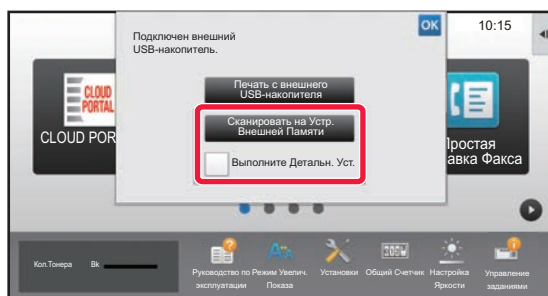 10:15
Подключен внешний
USB-накопитель.
OK
Печать с внешнего
USB-накопителя
Сканировать на Устр.
Внешней Памяти
Выполните Детальн. Уст.
CLOUD
PORTAL
CLOUD POR
Простая
авка Факса
Кол.Тонера Bk
Руководство по
эксплуатации
Режим Увелич.
Показа
Установки
Общий Счетчик
Настройка
Яркости
Управление
заданиями